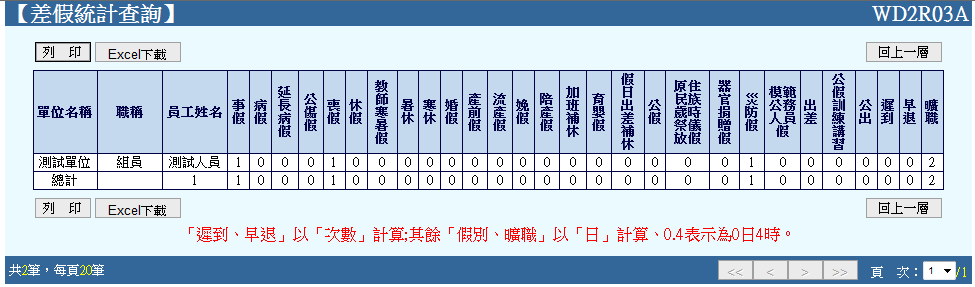 【差假統計查詢】 WD2R03A
列 印 Excel下載 回上一層
單位名稱 職稱 員工姓名 事假 病假 延長病假 公傷假 喪假 休假 教師寒暑假 暑休 寒休 婚假 產前假 流產假 娩假 陪產假 加班補休 育嬰假 假日出差補休 公假 原住民族歲時祭儀放假 器官捐贈假 災防假 模範公務人員假 出差 公假訓練講習 公出 遲到 早退 曠職
測試單位 組員 測試人員 1 0 0 0 1 0 0 0 0 0 0 0 0 0 0 0 0 0 0 0 1 0 0 0 0 0 0 2
總計 1 1 0 0 0 1 0 0 0 0 0 0 0 0 0 0 0 0 0 0 0 1 0 0 0 0 0 0 2
列 印 Excel下載 回上一層
「遲到、早退」以「次數」計算;其餘「假別、曠職」以「日」計算、0.4表示為0日4時。
共2筆，每頁20筆 << < > >> 頁 次：1 /1